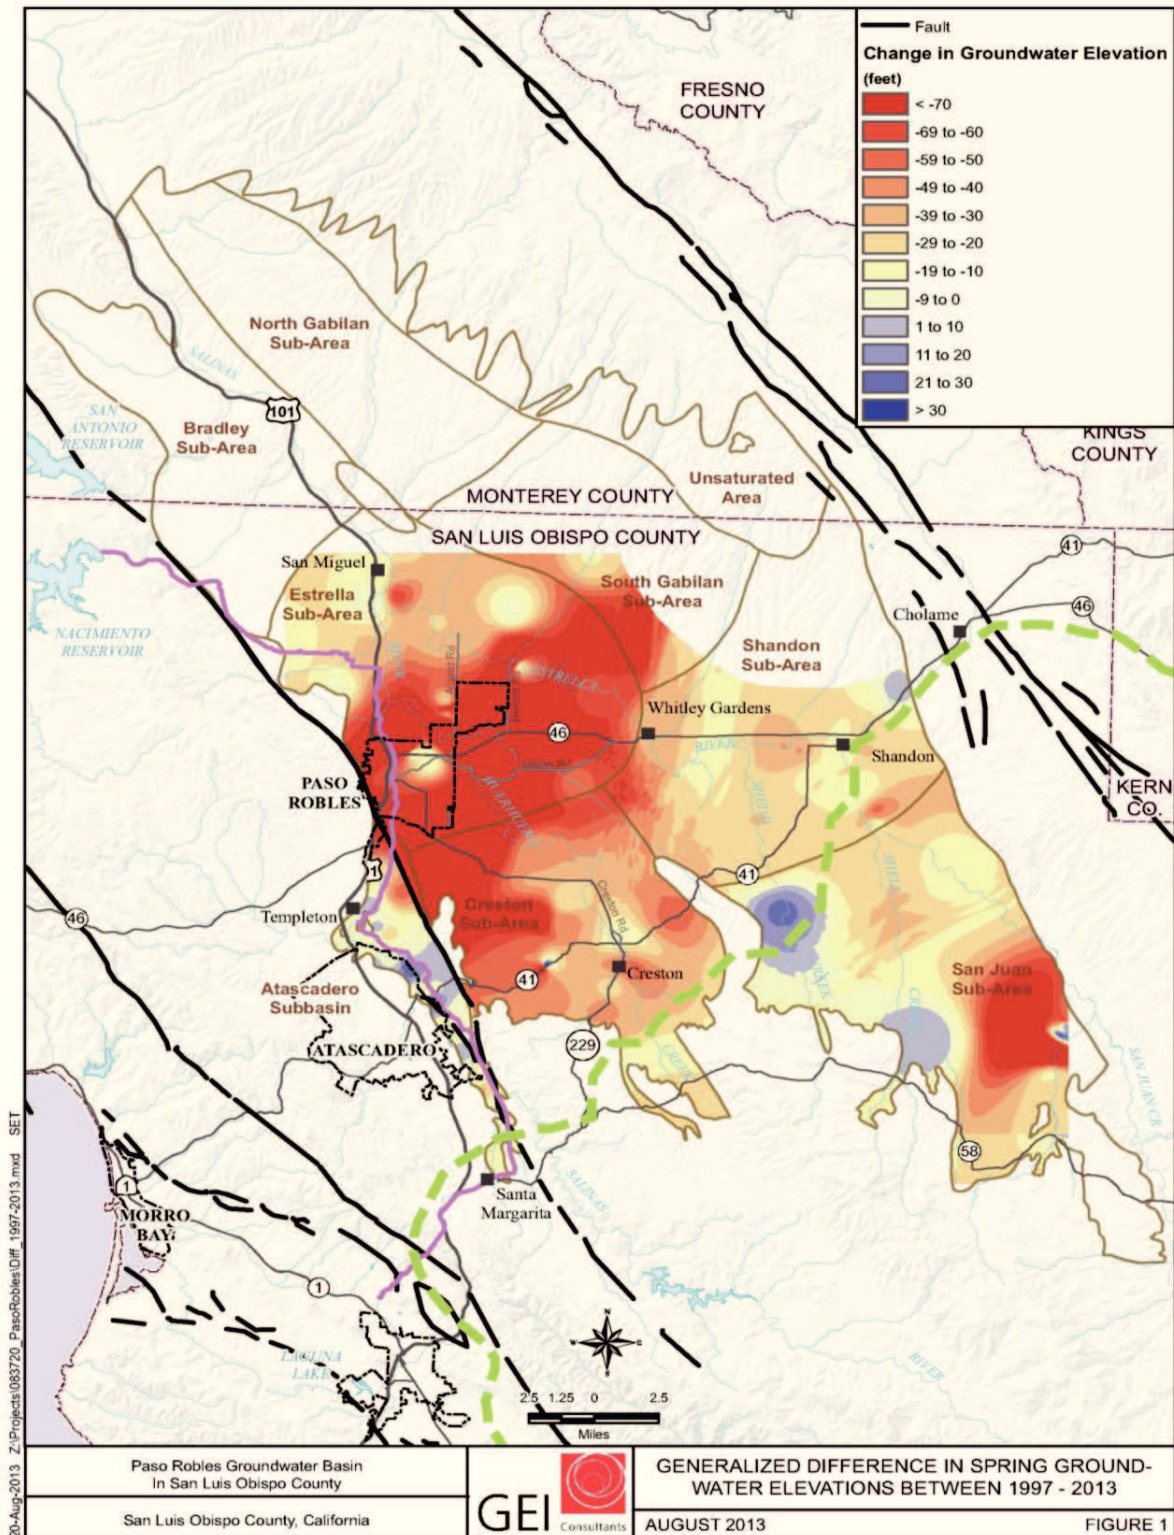 Fault
Change in Groundwater Elevation
(feet)
< -70
-69 to -60
-59 to -50
-49 to -40
-39 to -30
-29 to -20
-19 to -10
-9 to 0
1 to 10
11 to 20
21 to 30
> 30
FRESNO
COUNTY
KINGS
COUNTY
North Gabilan
Sub-Area
SALINAS
101
SAN
ANTONIO
RESERVOIR
Bradley
Sub-Area
Unsaturated
Area
MONTEREY COUNTY
SAN LUIS OBISPO COUNTY
41
San Miguel
Estrella
Sub-Area
South Gabilan
Sub-Area
Cholame
46
NACIMIENTO
RESERVOIR
Shandon
Sub-Area
RIVER
ESTRELLA
Whitley Gardens
46
RIVER
Shandon
PASO
ROBLES
HUERHUERO
KERN
CO.
1
41
Templeton
46
Creston
Sub-Area
Creston Rd
41
Creston
CREEK
San Juan
Sub-Area
Atascadero
Subbasin
ATASCADERO
229
CREEK
SAN JUAN CR
58
Santa
Margarita
SALINAS
1
MORRO
BAY
1
LAGUNA
LAKE
RIVER
N
W
E
S
2.5 1.25 0 2.5
Miles
20-Aug-2013 Z:\Projects\083720_PasoRobles\Diff_1997-2013.mxd SET
Paso Robles Groundwater Basin
In San Luis Obispo County
San Luis Obispo County, California
GEI
Consultants
GENERALIZED DIFFERENCE IN SPRING GROUND-
WATER ELEVATIONS BETWEEN 1997 - 2013
AUGUST 2013
FIGURE 1